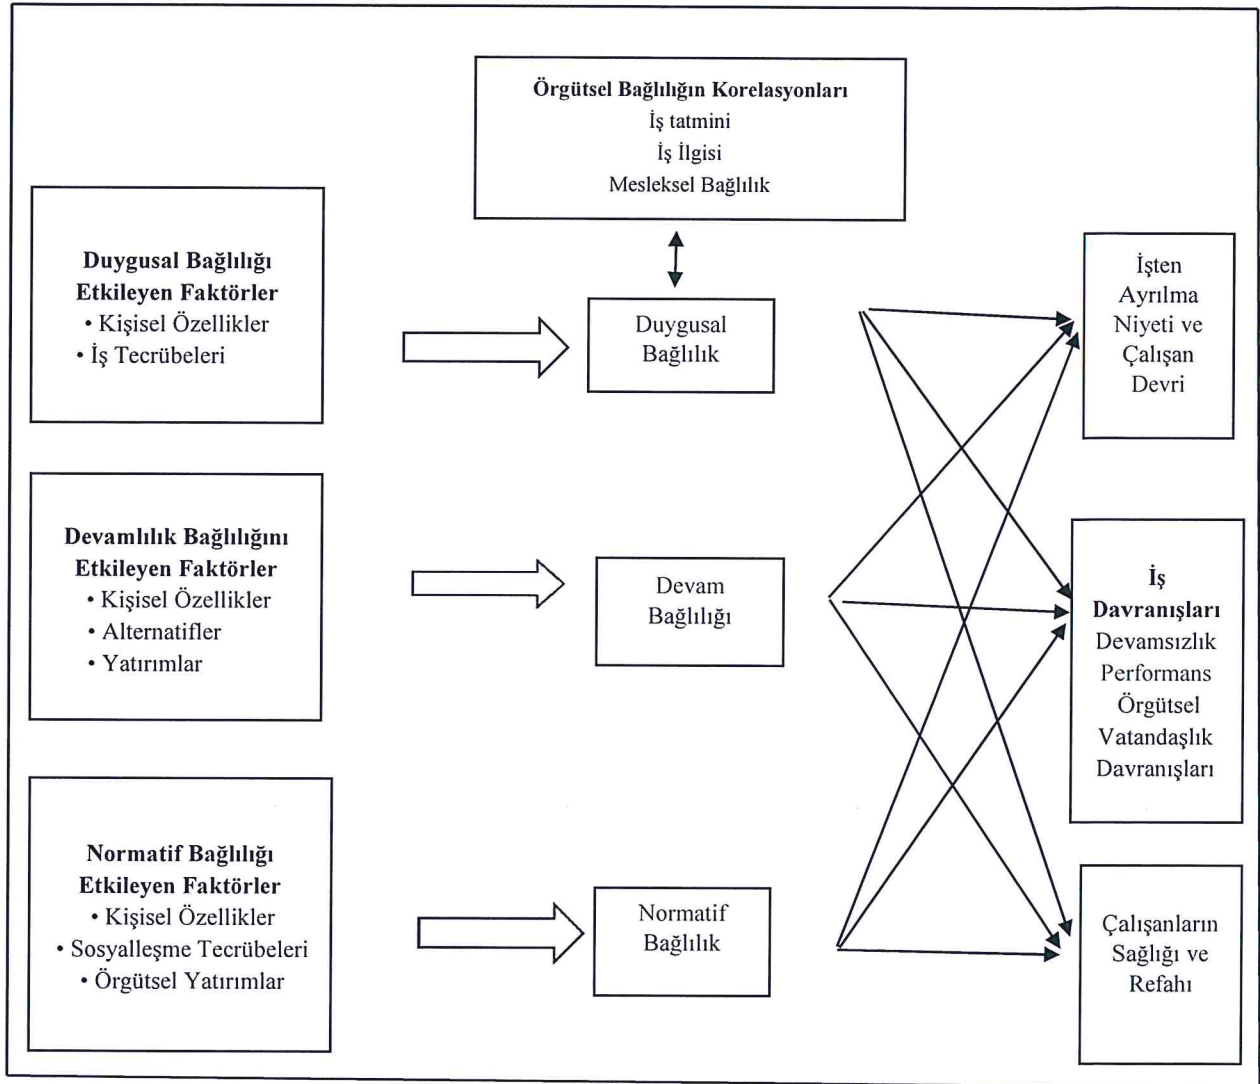 Örgütsel Bağlılığın Korelasyonları
İş tatmini
İş İlgisi
Mesleksel Bağlılık
Duygusal Bağlılığı
Etkileyen Faktörler
• Kişisel Özellikler
• İş Tecrübeleri
Duygusal
Bağlılık
İşten
Ayrılma
Niyeti ve
Çalışan
Devri
Devamlılık Bağlılığını
Etkileyen Faktörler
• Kişisel Özellikler
• Alternatifler
• Yatırımlar
Devam
Bağlılığı
İş
Davranışları
Devamsızlık
Performans
Örgütsel
Vatandaşlık
Davranışları
Normatif Bağlılığı
Etkileyen Faktörler
• Kişisel Özellikler
• Sosyalleşme Tecrübeleri
• Örgütsel Yatırımlar
Normatif
Bağlılık
Çalışanların
Sağlığı ve
Refahı